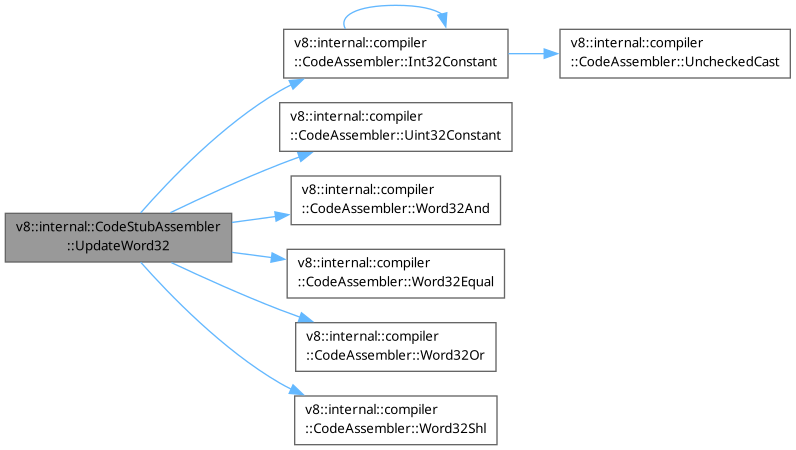 v8::internal::CodeStubAssembler
::UpdateWord32
v8::internal::compiler
::CodeAssembler::Int32Constant
v8::internal::compiler
::CodeAssembler::UncheckedCast
v8::internal::compiler
::CodeAssembler::Uint32Constant
v8::internal::compiler
::CodeAssembler::Word32And
v8::internal::compiler
::CodeAssembler::Word32Equal
v8::internal::compiler
::CodeAssembler::Word32Or
v8::internal::compiler
::CodeAssembler::Word32Shl